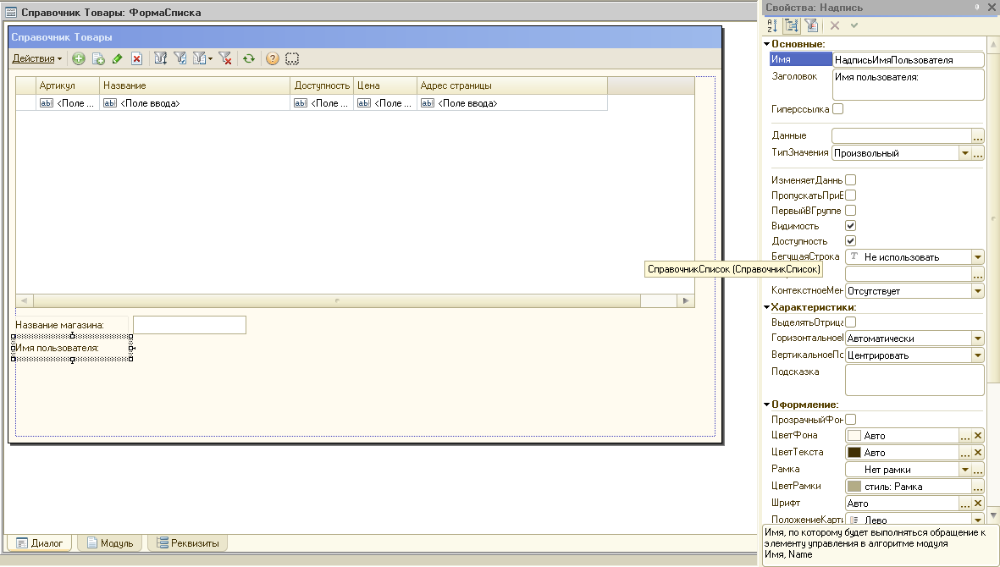 Справочник Товары: ФормаСписка
Справочник Товары
Действия
Артикул Название Доступность Цена Адрес страницы
<Поле ... <Поле ввода> <Поле ... <Поле ... <Поле ввода>
СправочникСписок (СправочникСписок)
Название магазина:
Имя пользователя:
Диалог Модуль Реквизиты
Свойства: Надпись
Основные:
Имя НадписьИмяПользователя
Заголовок Имя пользователя:
Гиперссылка
Данные
ТипЗначения Произвольный
ИзменяетДаннь
ПропускатьПриЕ
ПервыйВГруппе
Видимость
Доступность
БегущаяСтрока Не использовать
КонтекстноеМен Отсутствует
Характеристики:
ВыделятьОтрица
ГоризонтальноеІ Автоматически
ВертикальноеПо Центрировать
Подсказка
Оформление:
ПрозрачныйФон
ЦветФона Авто
ЦветТекста Авто
Рамка Нет рамки
ЦветРамки стиль: Рамка
Шрифт Авто
ПоложениеКарти Лево
Имя, по которому будет выполняться обращение к
элементу управления в алгоритме модуля
Имя, Name